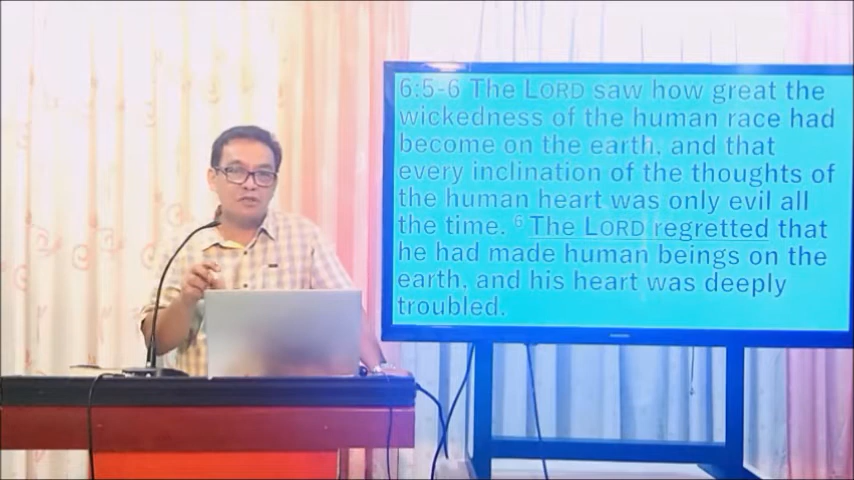 6:5-6 The LORD saw how great the
wickedness of the human race had
become on the earth, and that
every inclination of the thoughts of
the human heart was only evil all
the time. ⁶ The LORD regretted that
he had made human beings on the
earth, and his heart was deeply
troubled.